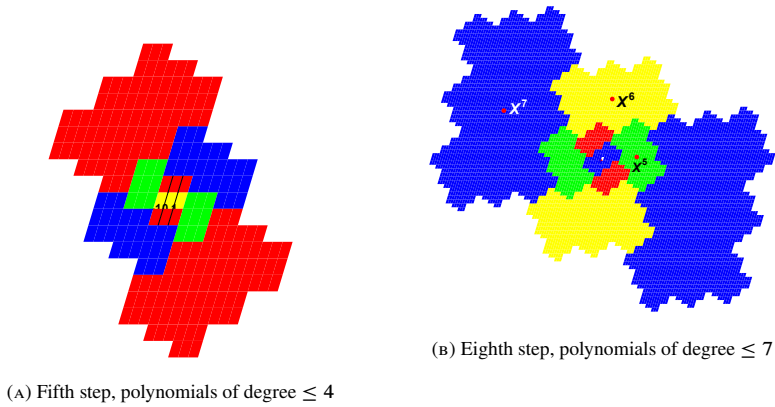 X⁷
X⁶
X⁵
(B) Eighth step, polynomials of degree ≤ 7
(A) Fifth step, polynomials of degree ≤ 4